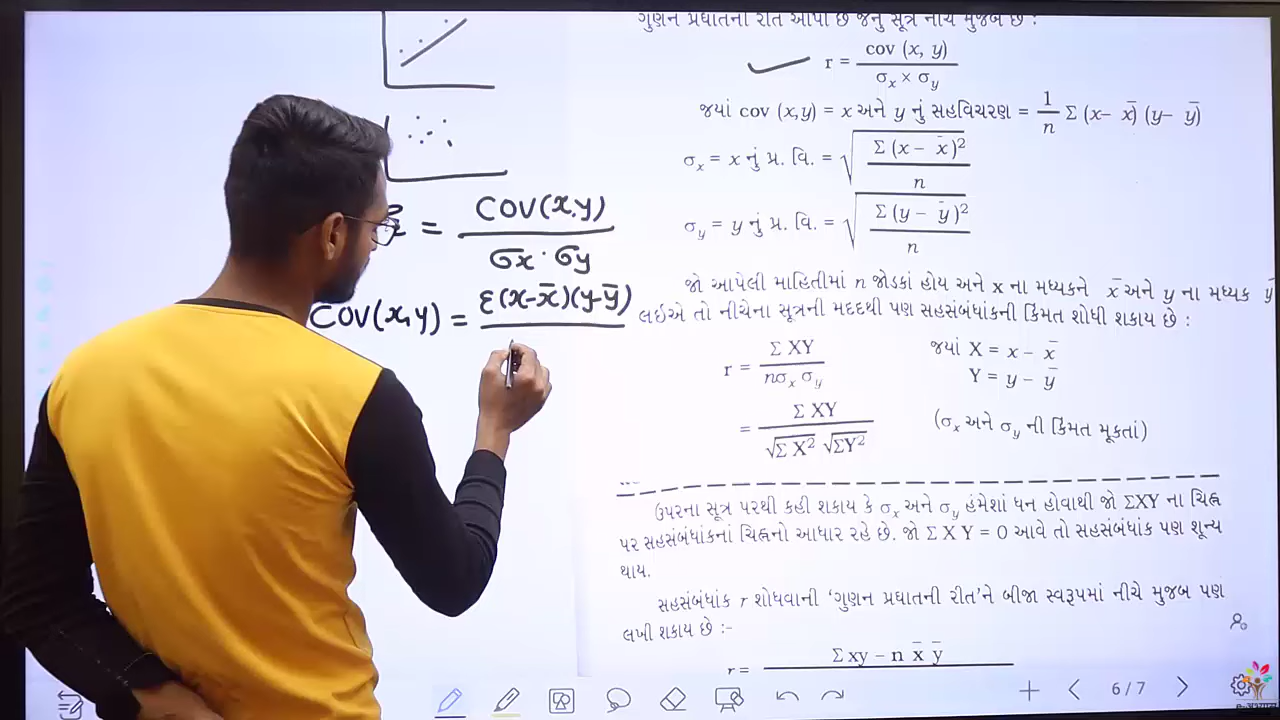 ગુણન પ્રઘાતની રીત આપી છે જેનું સૂત્ર નીચે મુજબ છે :
r = cov (x, y) / σx × σy
જ્યાં cov (x,y) = x અને y નું સહવિચરણ = 1/n Σ (x– x̄) (y– ȳ)
σx = x નું પ્ર. વિ. = √ Σ (x – x̄)² / n
σy = y નું પ્ર. વિ. = √ Σ (y – ȳ)² / n
= COV(x,y) / σx · σy
COV(x,y) = Σ(x-x̄)(y-ȳ)
જો આપેલી માહિતીમાં n જોડકાં હોય અને x ના મધ્યકને x̄ અને y ના મધ્યક ȳ
લઈએ તો નીચેના સૂત્રની મદદથી પણ સહસંબંધાંકની કિંમત શોધી શકાય છે :
r = Σ XY / nσx σy
જ્યાં X = x – x̄
Y = y – ȳ
= Σ XY / √Σ X² √ΣY²
(σx અને σy ની કિંમત મૂકતાં)
ઉપરના સૂત્ર પરથી કહી શકાય કે σx અને σy હંમેશાં ધન હોવાથી જો ΣXY ના ચિહ્ન
પર સહસંબંધાંકનાં ચિહ્નનો આધાર રહે છે. જો Σ X Y = 0 આવે તો સહસંબંધાંક પણ શૂન્ય
થાય.
સહસંબંધાંક r શોધવાની ‘ગુણન પ્રઘાતની રીત’ને બીજા સ્વરૂપમાં નીચે મુજબ પણ
લખી શકાય છે :-
r = Σ xy – n x̄ ȳ
6 / 7